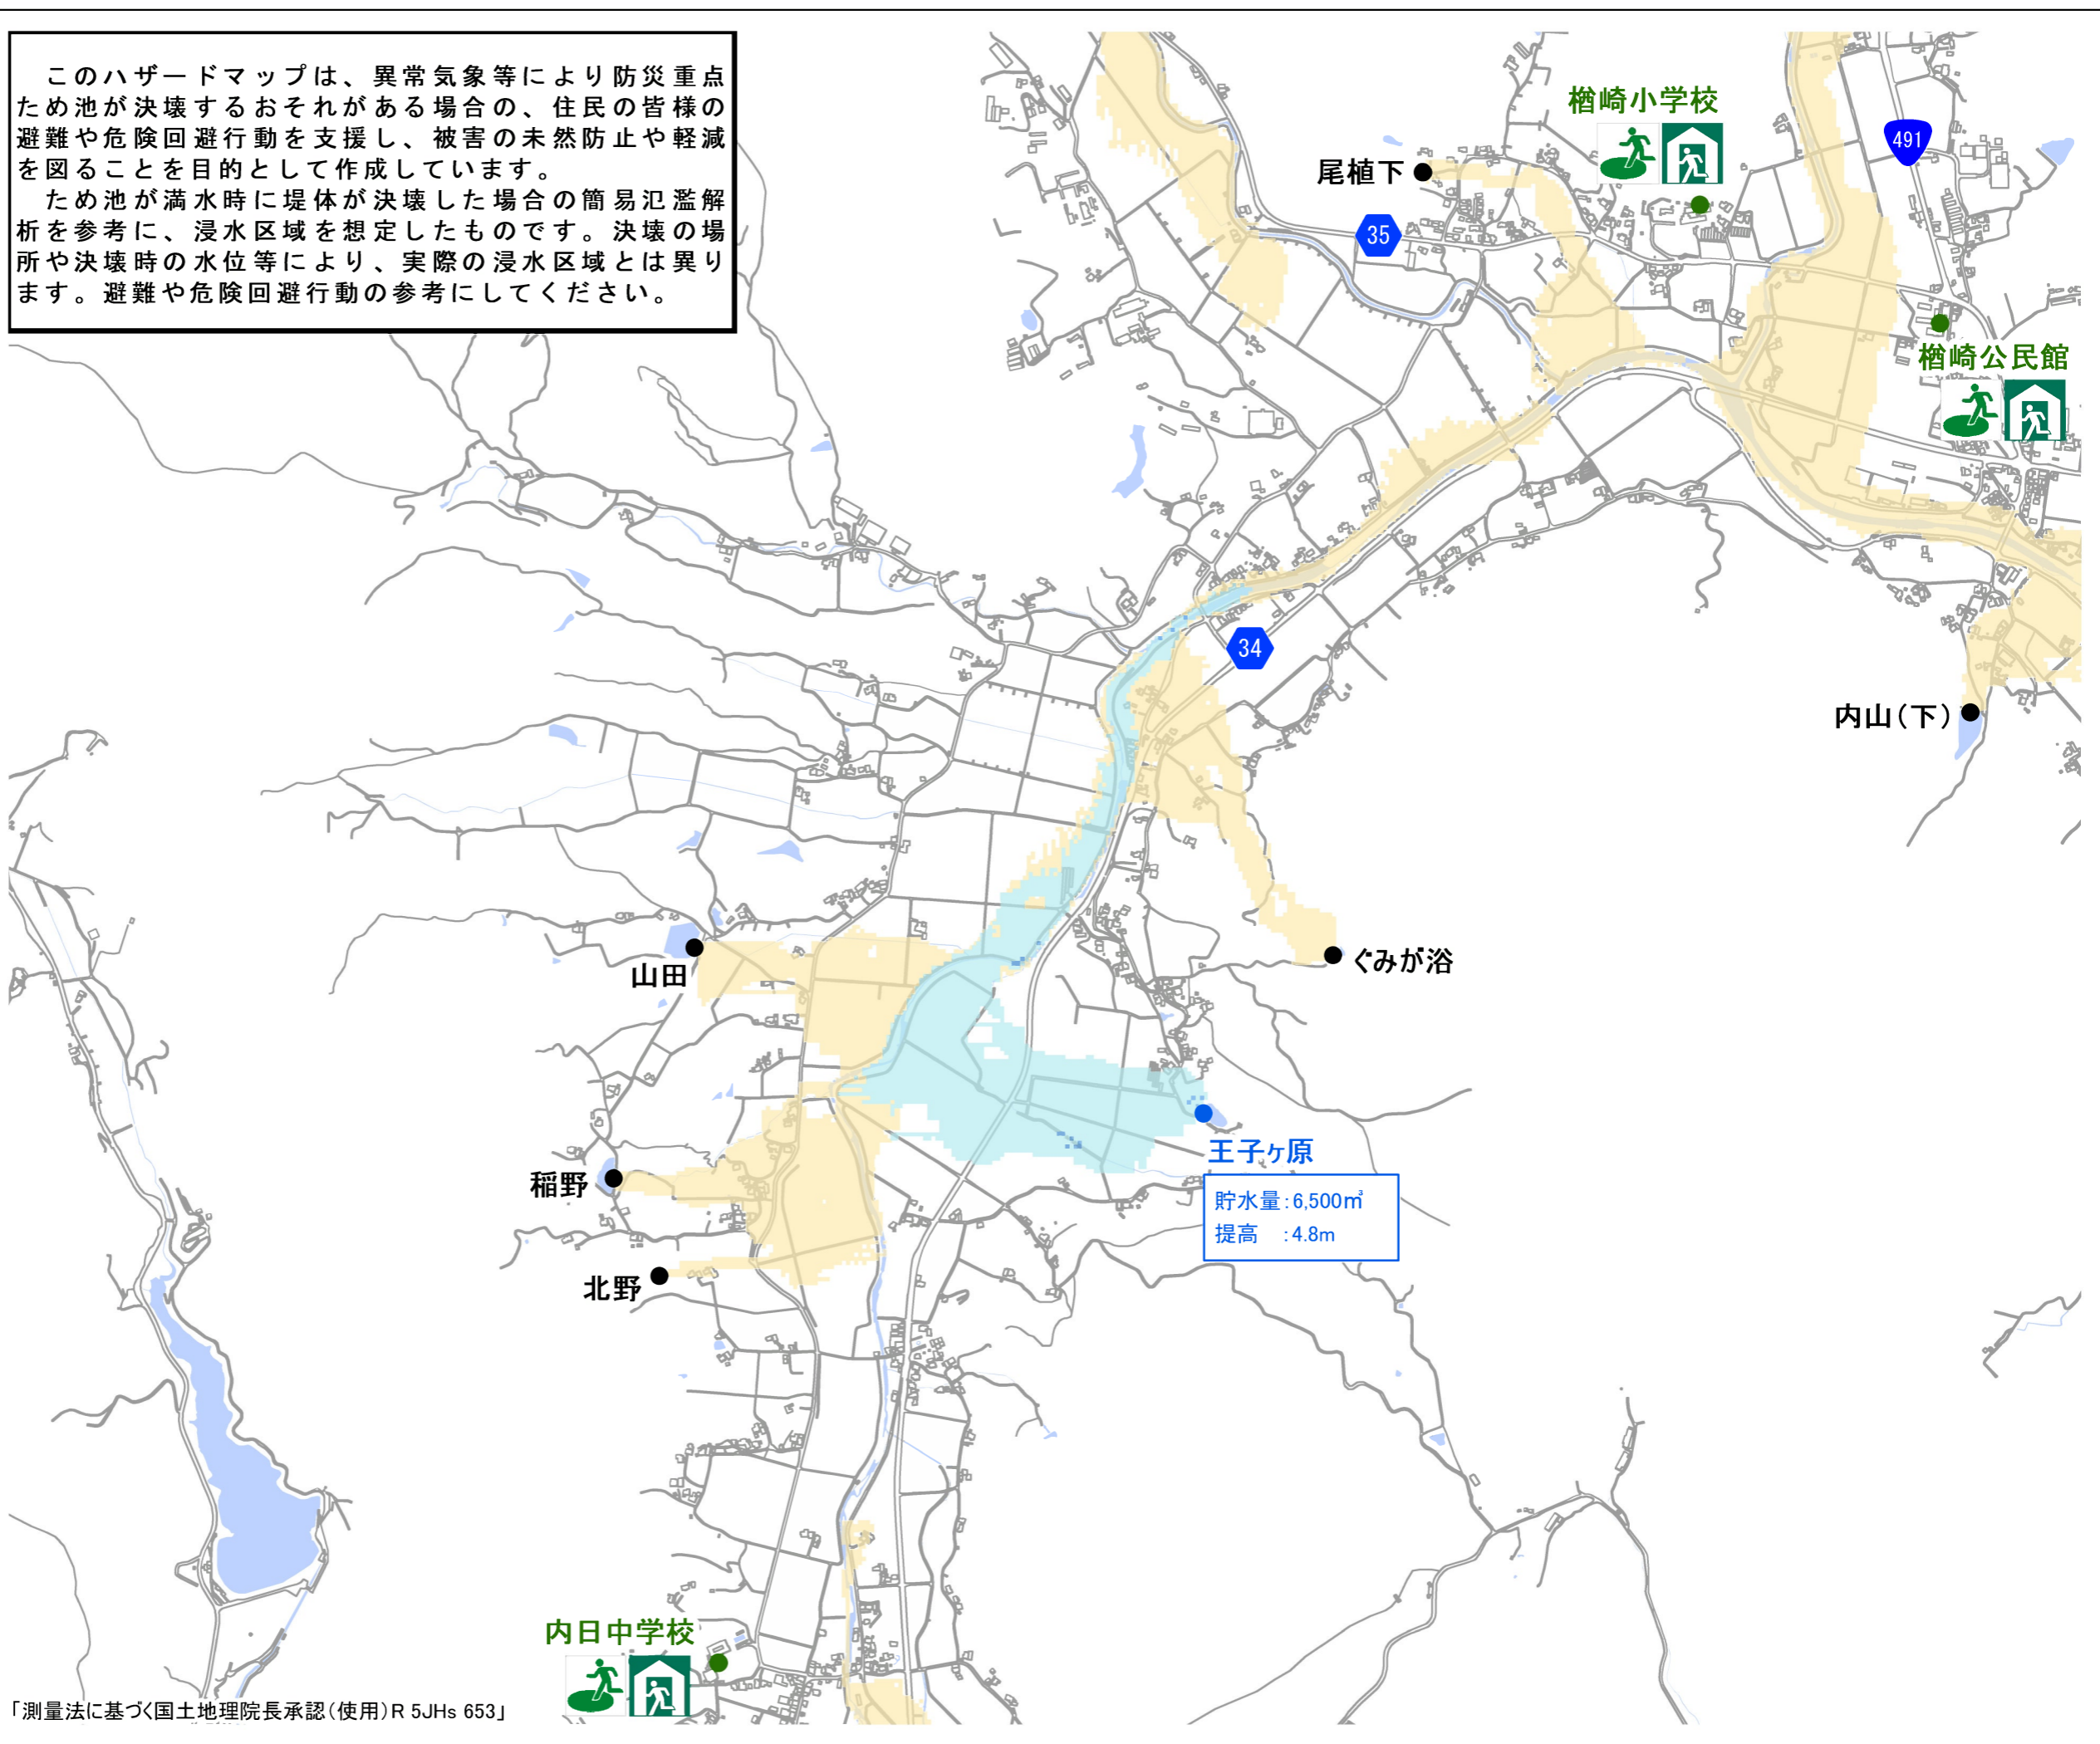 このハザードマップは、異常気象等により防災重点
ため池が決壊するおそれがある場合の、住民の皆様の
避難や危険回避行動を支援し、被害の未然防止や軽減
を図ることを目的として作成しています。
ため池が満水時に堤体が決壊した場合の簡易氾濫解
析を参考に、浸水区域を想定したものです。決壊の場
所や決壊時の水位等により、実際の浸水区域とは異り
ます。避難や危険回避行動の参考にしてください。
楢崎小学校
491
尾植下
35
楢崎公民館
34
内山(下)
山田
ぐみが浴
王子ヶ原
貯水量:6,500㎥
提高 :4.8m
稲野
北野
内日中学校
「測量法に基づく国土地理院長承認(使用)R 5JHs 653」